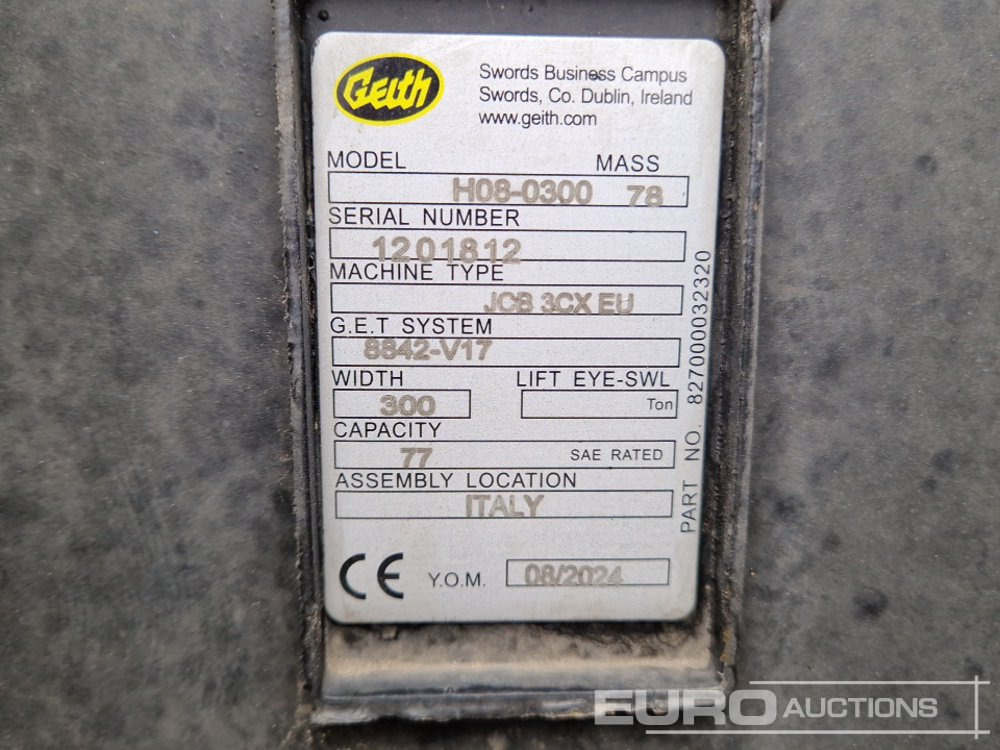 Geith
Swords Business Campus
Swords, Co. Dublin, Ireland
www.geith.com
MODEL MASS
H08-0300 78
SERIAL NUMBER
1201812
MACHINE TYPE
JCB 3CX EU
G.E.T SYSTEM
8842-V17
WIDTH LIFT EYE-SWL
300 Ton
CAPACITY
77 SAE RATED
ASSEMBLY LOCATION
ITALY
CE Y.O.M. 08/2024
PART NO. 827000032320
EURO AUCTIONS